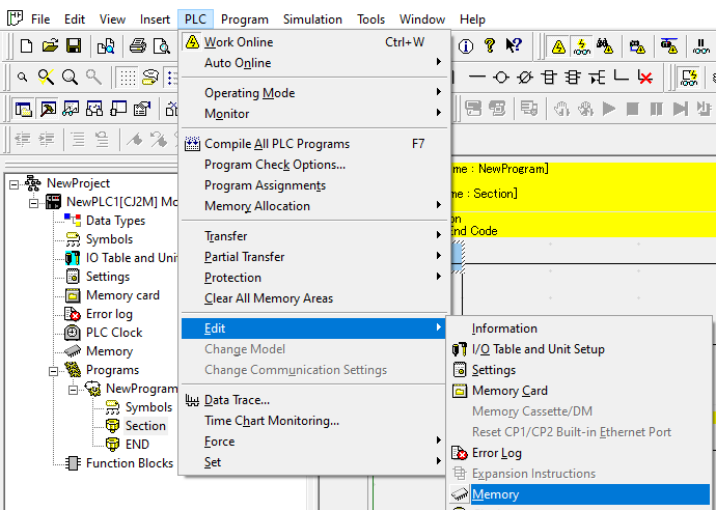 File Edit View Insert PLC Program Simulation Tools Window Help
Work Online Ctrl+W
Auto Online
Operating Mode
Monitor
Compile All PLC Programs F7
Program Check Options...
Program Assignments
Memory Allocation
Transfer
Partial Transfer
Protection
Clear All Memory Areas
Edit
Change Model
Change Communication Settings
Data Trace...
Time Chart Monitoring...
Force
Set
NewProject
NewPLC1[CJ2M] Mo
Data Types
Symbols
IO Table and Uni
Settings
Memory card
Error log
PLC Clock
Memory
Programs
NewProgram
Symbols
Section
END
Function Blocks
me : NewProgram]
me : Section]
on
End Code
Information
I/O Table and Unit Setup
Settings
Memory Card
Memory Cassette/DM
Reset CP1/CP2 Built-in Ethernet Port
Error Log
Expansion Instructions
Memory